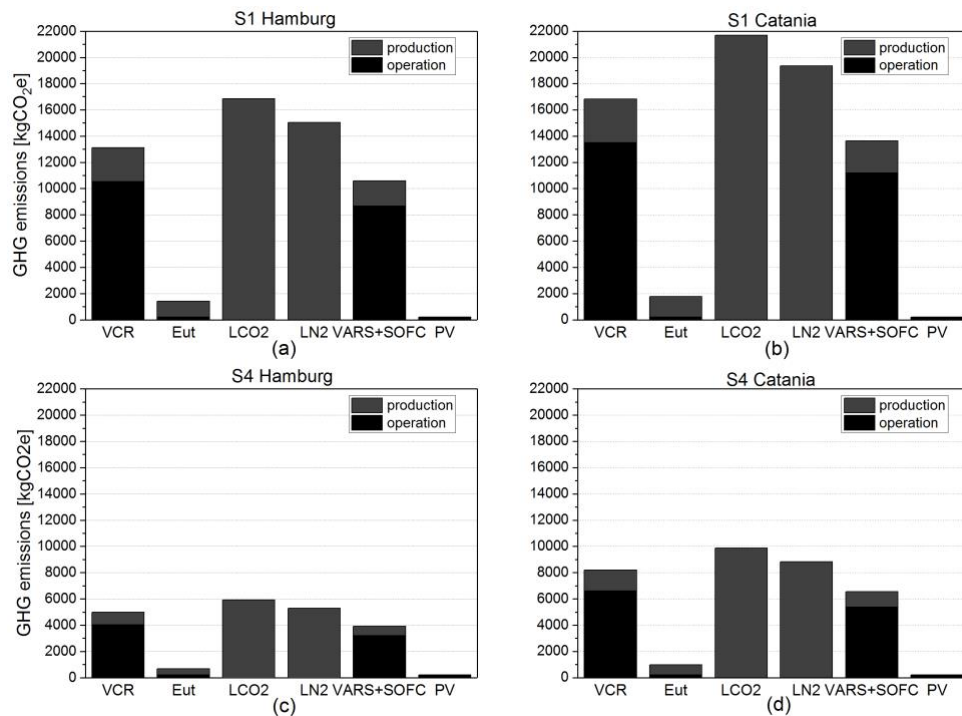 S1 Hamburg
GHG emissions [kgCO₂e]
22000
20000
18000
16000
14000
12000
10000
8000
6000
4000
2000
0
production
operation
VCR Eut LCO2 LN2 VARS+SOFC PV
(a)
S1 Catania
22000
20000
18000
16000
14000
12000
10000
8000
6000
4000
2000
0
production
operation
VCR Eut LCO2 LN2 VARS+SOFC PV
(b)
S4 Hamburg
GHG emissions [kgCO2e]
22000
20000
18000
16000
14000
12000
10000
8000
6000
4000
2000
0
production
operation
VCR Eut LCO2 LN2 VARS+SOFC PV
(c)
S4 Catania
22000
20000
18000
16000
14000
12000
10000
8000
6000
4000
2000
0
production
operation
VCR Eut LCO2 LN2 VARS+SOFC PV
(d)